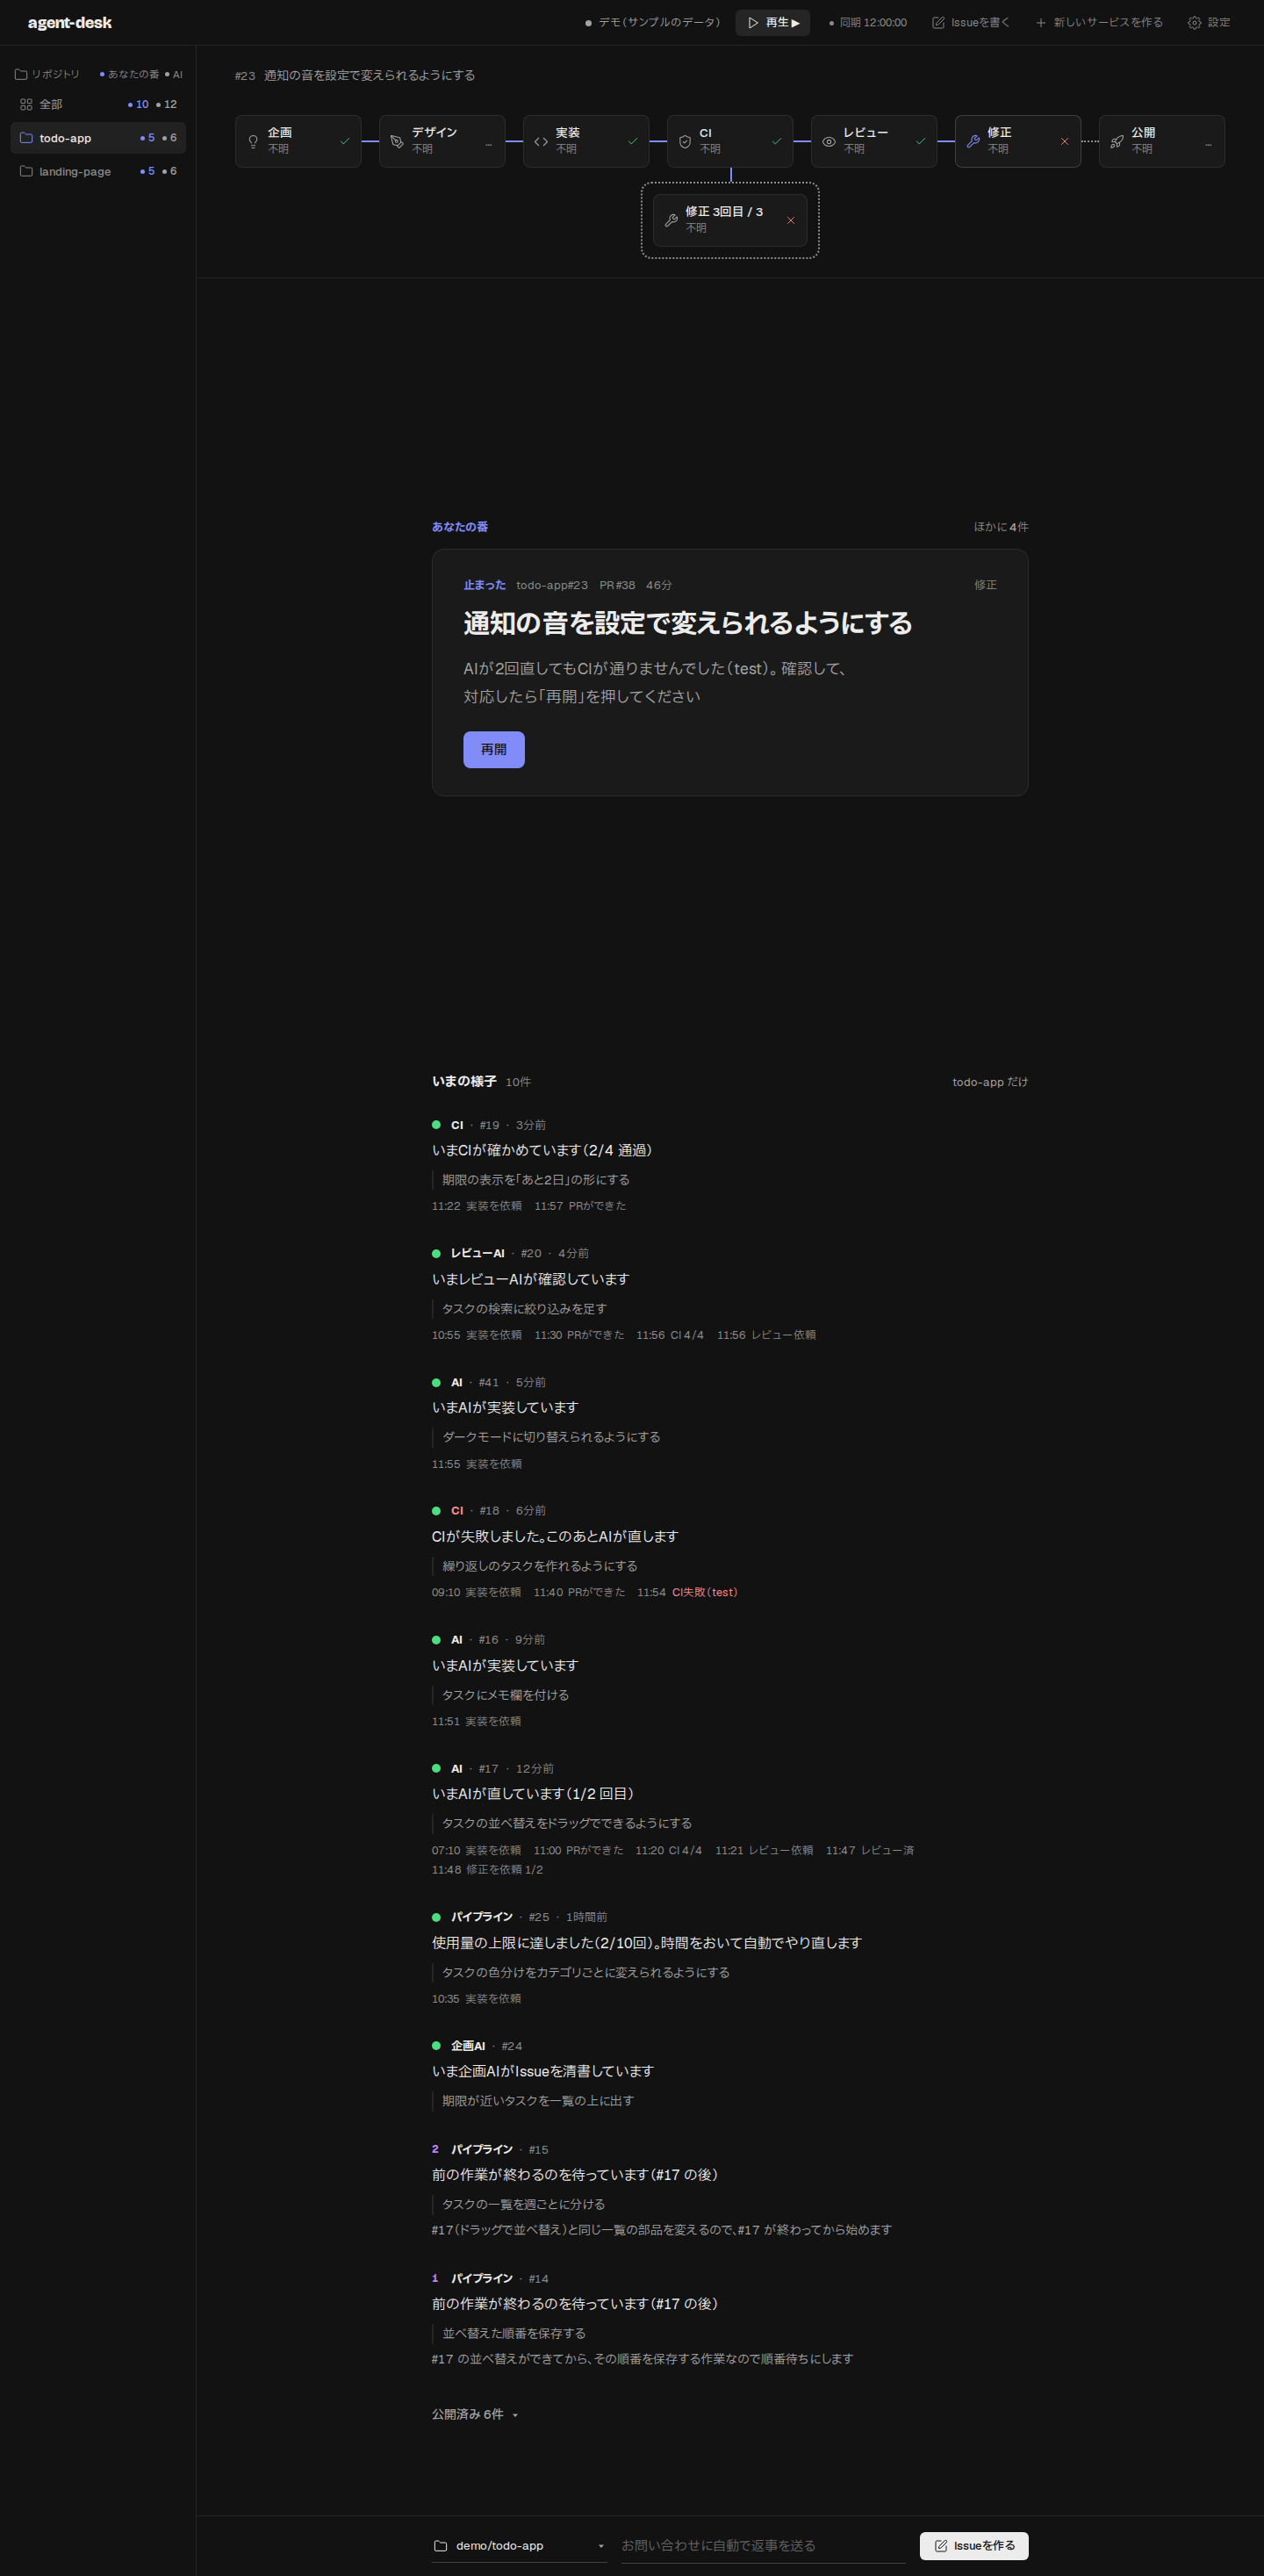 agent-desk
デモ（サンプルのデータ） 再生 ▶ 同期 12:00:00 Issueを書く 新しいサービスを作る 設定
リポジトリ あなたの番 AI
全部 10 12
todo-app 5 6
landing-page 5 6
#23 通知の音を設定で変えられるようにする
企画 不明
デザイン 不明 …
実装 不明
CI 不明
レビュー 不明
修正 不明
公開 不明 …
修正 3回目 / 3
不明
あなたの番 ほかに 4件
止まった todo-app#23 PR#38 46分 修正
通知の音を設定で変えられるようにする
AIが2回直してもCIが通りませんでした（test）。確認して、
対応したら「再開」を押してください
再開
いまの様子 10件 todo-app だけ
CI · #19 · 3分前
いまCIが確かめています（2/4 通過）
期限の表示を「あと2日」の形にする
11:22 実装を依頼 11:57 PRができた
レビューAI · #20 · 4分前
いまレビューAIが確認しています
タスクの検索に絞り込みを足す
10:55 実装を依頼 11:30 PRができた 11:56 CI 4/4 11:56 レビュー依頼
AI · #41 · 5分前
いまAIが実装しています
ダークモードに切り替えられるようにする
11:55 実装を依頼
CI · #18 · 6分前
CIが失敗しました。このあとAIが直します
繰り返しのタスクを作れるようにする
09:10 実装を依頼 11:40 PRができた 11:54 CI失敗（test）
AI · #16 · 9分前
いまAIが実装しています
タスクにメモ欄を付ける
11:51 実装を依頼
AI · #17 · 12分前
いまAIが直しています（1/2 回目）
タスクの並べ替えをドラッグでできるようにする
07:10 実装を依頼 11:00 PRができた 11:20 CI 4/4 11:21 レビュー依頼 11:47 レビュー済
11:48 修正を依頼 1/2
パイプライン · #25 · 1時間前
使用量の上限に達しました（2/10回）。時間をおいて自動でやり直します
タスクの色分けをカテゴリごとに変えられるようにする
10:35 実装を依頼
企画AI · #24
いま企画AIがIssueを清書しています
期限が近いタスクを一覧の上に出す
2 パイプライン · #15
前の作業が終わるのを待っています（#17 の後）
タスクの一覧を週ごとに分ける
#17（ドラッグで並べ替え）と同じ一覧の部品を変えるので、#17 が終わってから始めます
1 パイプライン · #14
前の作業が終わるのを待っています（#17 の後）
並べ替えた順番を保存する
#17 の並べ替えができてから、その順番を保存する作業なので順番待ちにします
公開済み 6件
demo/todo-app お問い合わせに自動で返事を送る Issueを作る